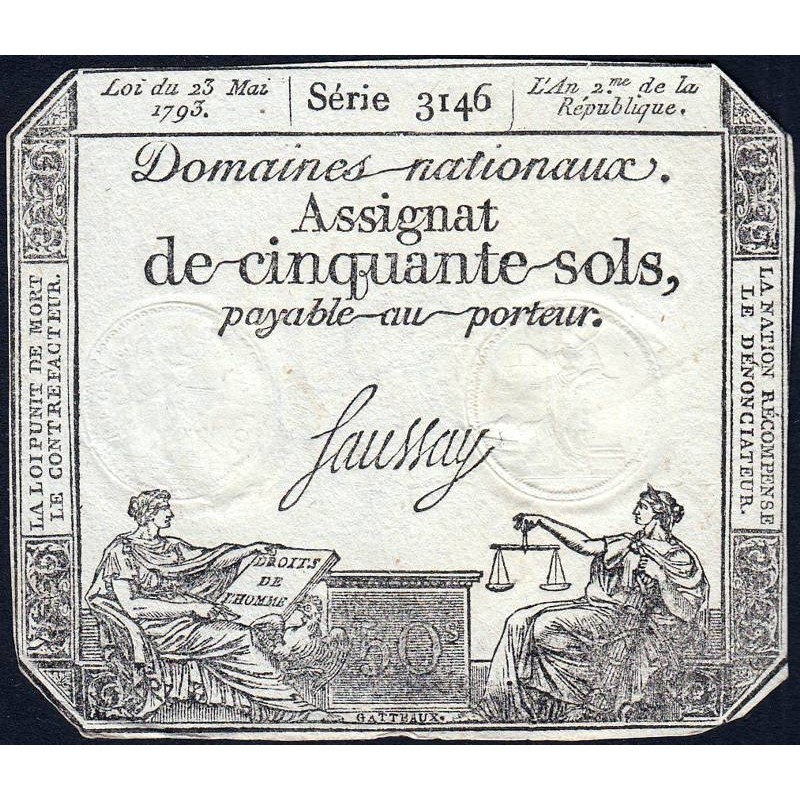 Loi du 23 Mai
1793.
Série 3146
L'An 2.me de la
République.
Domaines nationaux.
Assignat
de cinquante sols,
payable au porteur.
LA LOI PUNIT DE MORT
LE CONTREFACTEUR.
LA NATION RÉCOMPENSE
LE DÉNONCIATEUR.
Saussay
DROITS
DE
L'HOMME
50s
GATTEAUX.